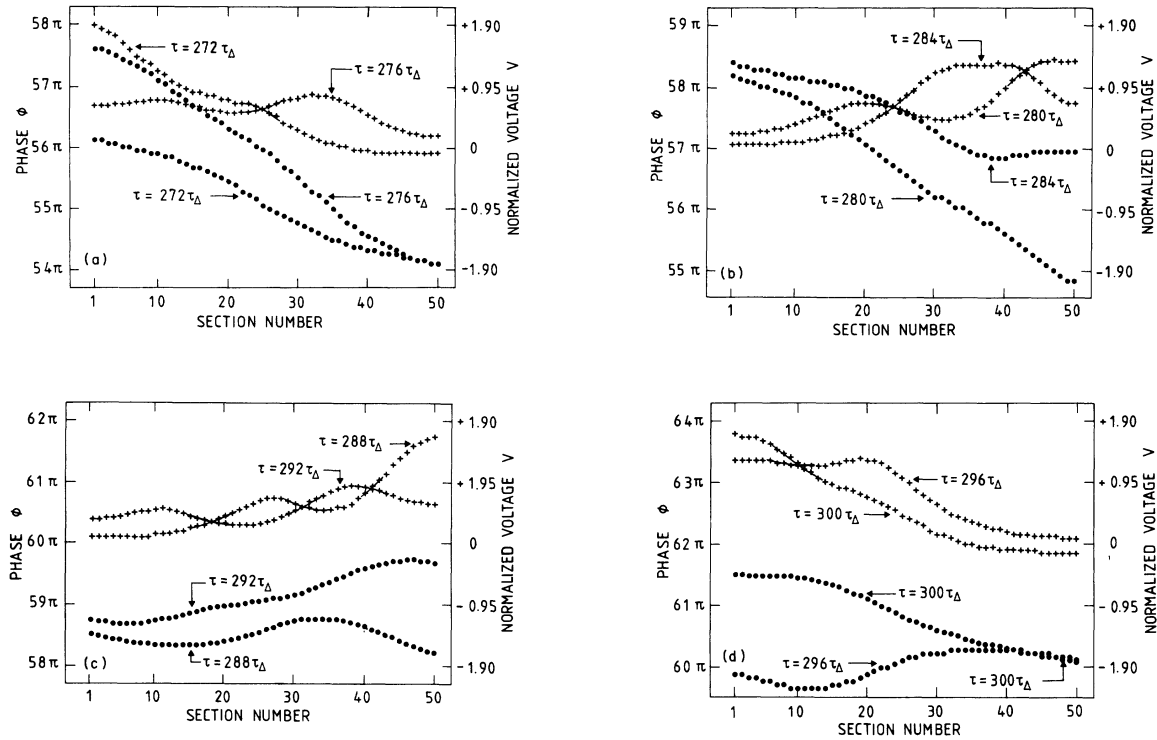 58π
57π
56π
55π
54π
PHASE ϕ
+ 1.90
+ 0.95
0
−0.95
−1.90
NORMALIZED VOLTAGE V
τ = 272τΔ
τ = 276τΔ
τ = 272τΔ
τ = 276τΔ
(a)
1 10 20 30 40 50
SECTION NUMBER
59π
58π
57π
56π
55π
PHASE ϕ
+ 1.90
+ 0.95
0
−0.95
−1.90
NORMALIZED VOLTAGE V
τ = 284τΔ
τ = 280τΔ
τ = 284τΔ
τ = 280τΔ
(b)
1 10 20 30 40 50
SECTION NUMBER
62π
61π
60π
59π
58π
PHASE ϕ
+ 1.90
+ 1.95
0
− 0.95
− 1.90
NORMALIZED VOLTAGE V
τ = 288τΔ
τ = 292τΔ
τ = 292τΔ
τ = 288τΔ
(c)
1 10 20 30 40 50
SECTION NUMBER
64π
63π
62π
61π
60π
PHASE ϕ
+ 1.90
+ 0.95
0
− 0.95
− 1.90
NORMALIZED VOLTAGE V
τ = 296τΔ
τ = 300τΔ
τ = 300τΔ
τ = 296τΔ
τ = 300τΔ
(d)
1 10 20 30 40 50
SECTION NUMBER